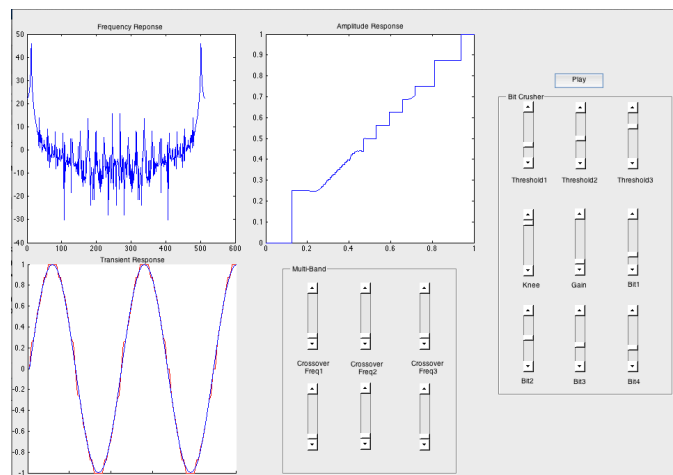 Frequency Reponse
50
40
30
20
10
0
-10
-20
-30
-40
0 100 200 300 400 500 600
Amplitude Response
1
0.9
0.8
0.7
0.6
0.5
0.4
0.3
0.2
0.1
0
0 0.2 0.4 0.6 0.8 1
Transient Response
1
0.8
0.6
0.4
0.2
0
-0.2
-0.4
-0.6
-0.8
-1
Multi-Band
Crossover Freq1
Crossover Freq2
Crossover Freq3
Play
Bit Crusher
Threshold1
Threshold2
Threshold3
Knee
Gain
Bit1
Bit2
Bit3
Bit4